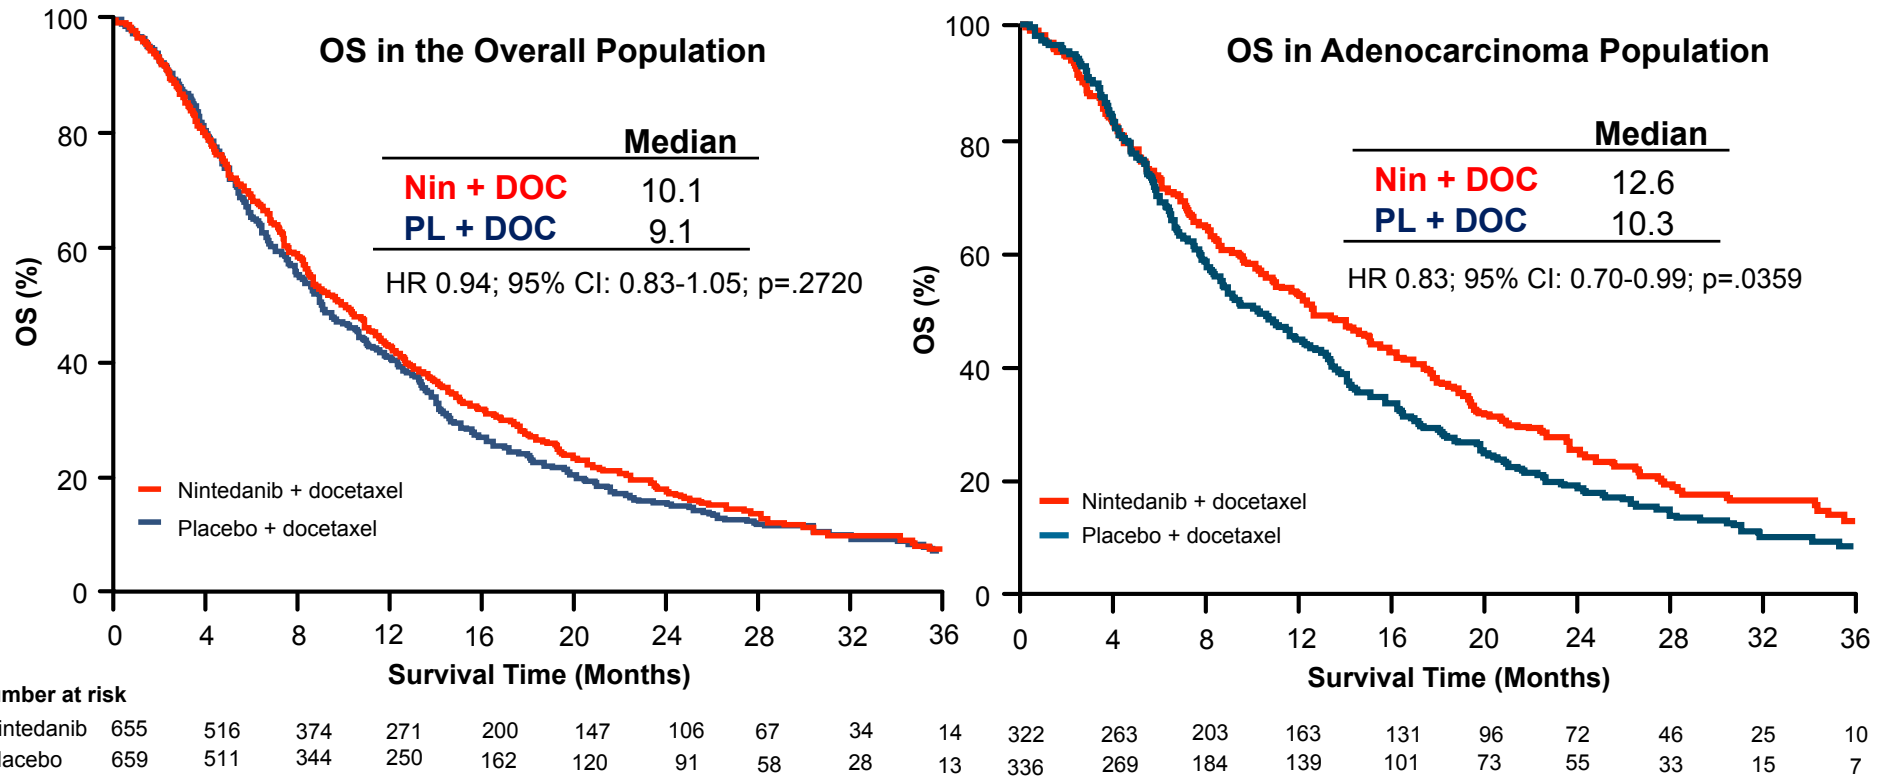 OS in the Overall Population
Median
Nin + DOC 10.1
PL + DOC 9.1
HR 0.94; 95% CI: 0.83-1.05; p=.2720
OS (%)
100
80
60
40
20
0
Nintedanib + docetaxel
Placebo + docetaxel
0 4 8 12 16 20 24 28 32 36
Survival Time (Months)
OS in Adenocarcinoma Population
Median
Nin + DOC 12.6
PL + DOC 10.3
HR 0.83; 95% CI: 0.70-0.99; p=.0359
OS (%)
100
80
60
40
20
0
Nintedanib + docetaxel
Placebo + docetaxel
0 4 8 12 16 20 24 28 32 36
Survival Time (Months)
umber at risk
intedanib 655 516 374 271 200 147 106 67 34 14 322 263 203 163 131 96 72 46 25 10
lacebo 659 511 344 250 162 120 91 58 28 13 336 269 184 139 101 73 55 33 15 7